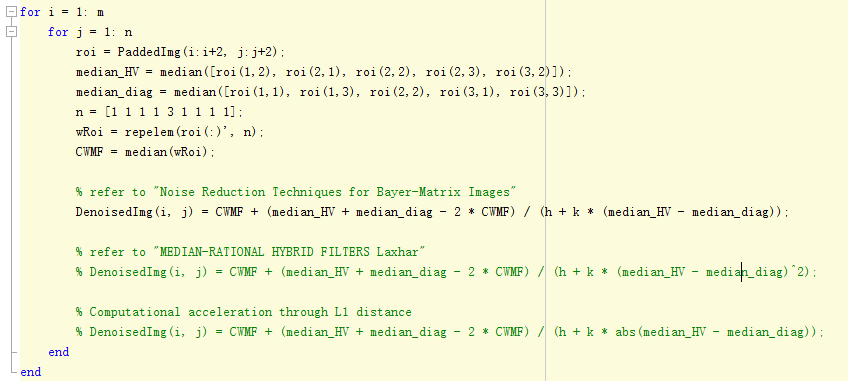 for i = 1: m
for j = 1: n
roi = PaddedImg(i:i+2, j:j+2);
median_HV = median([roi(1,2), roi(2,1), roi(2,2), roi(2,3), roi(3,2)]);
median_diag = median([roi(1,1), roi(1,3), roi(2,2), roi(3,1), roi(3,3)]);
n = [1 1 1 1 3 1 1 1 1];
wRoi = repelem(roi(:)', n);
CWMF = median(wRoi);
% refer to "Noise Reduction Techniques for Bayer-Matrix Images"
DenoisedImg(i, j) = CWMF + (median_HV + median_diag - 2 * CWMF) / (h + k * (median_HV - median_diag));
% refer to "MEDIAN-RATIONAL HYBRID FILTERS Laxhar"
% DenoisedImg(i, j) = CWMF + (median_HV + median_diag - 2 * CWMF) / (h + k * (median_HV - median_diag)^2);
% Computational acceleration through L1 distance
% DenoisedImg(i, j) = CWMF + (median_HV + median_diag - 2 * CWMF) / (h + k * abs(median_HV - median_diag));
end
end